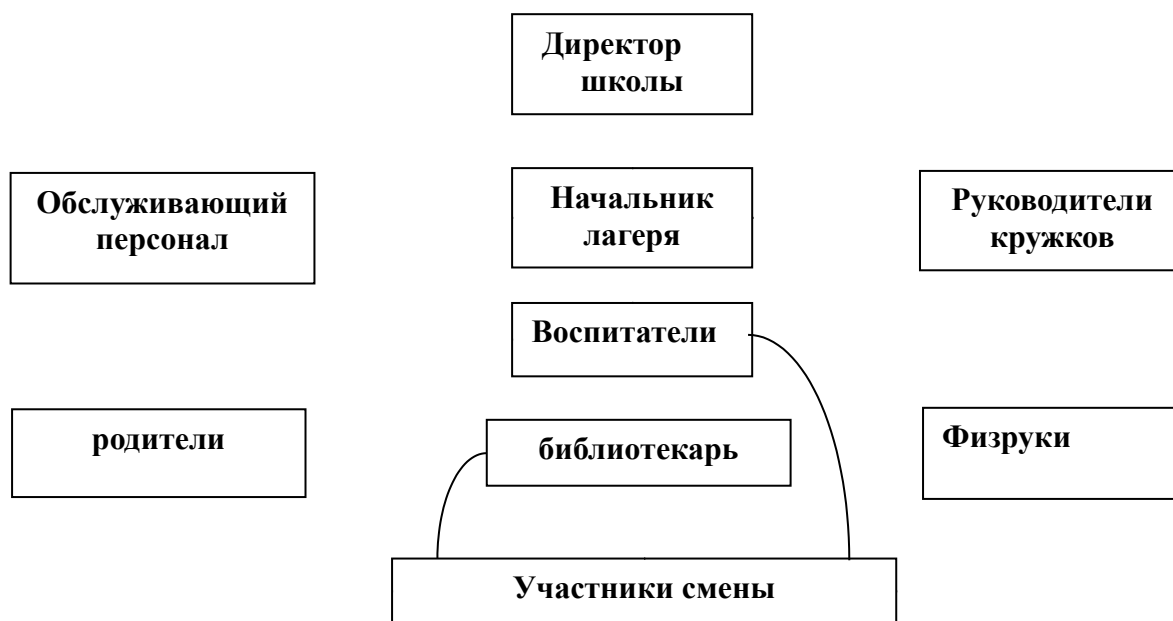 Директор
школы
Обслуживающий
персонал
Начальник
лагеря
Руководители
кружков
Воспитатели
родители
библиотекарь
Физруки
Участники смены